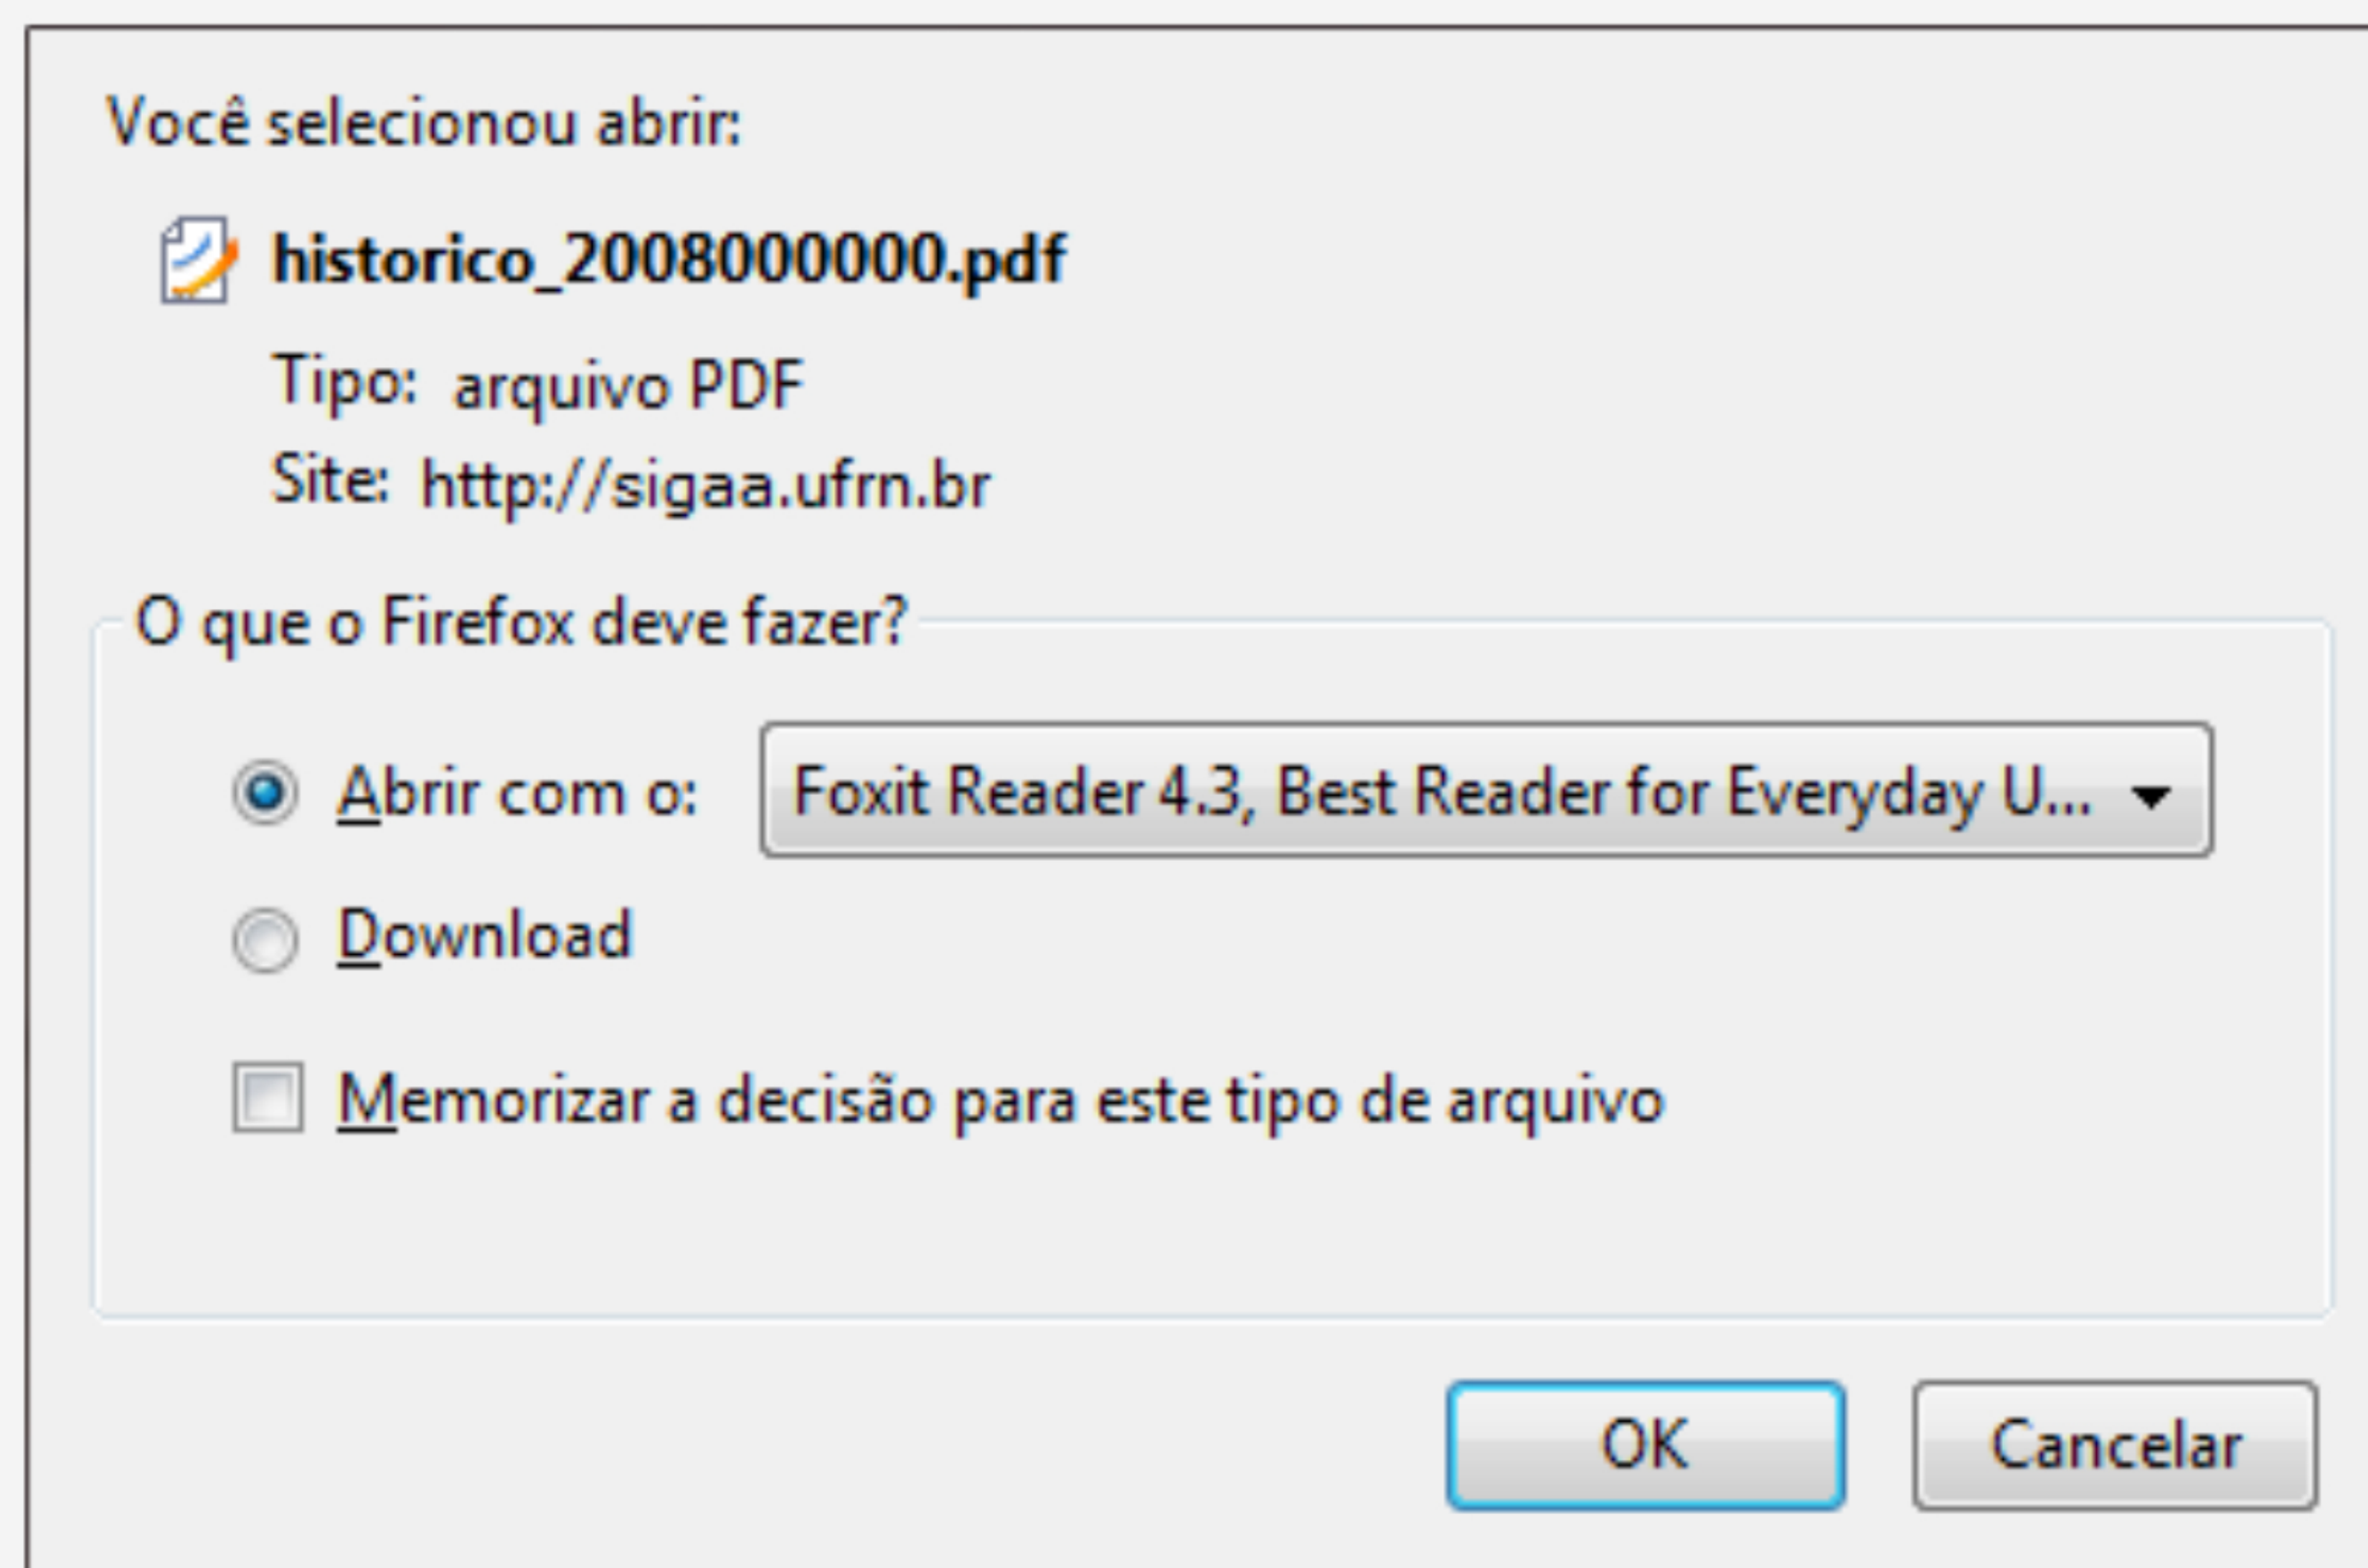 Você selecionou abrir:
historico_2008000000.pdf
Tipo: arquivo PDF
Site: http://sigaa.ufrn.br
O que o Firefox deve fazer?
Abrir com o: Foxit Reader 4.3, Best Reader for Everyday U...
Download
Memorizar a decisão para este tipo de arquivo
OK Cancelar